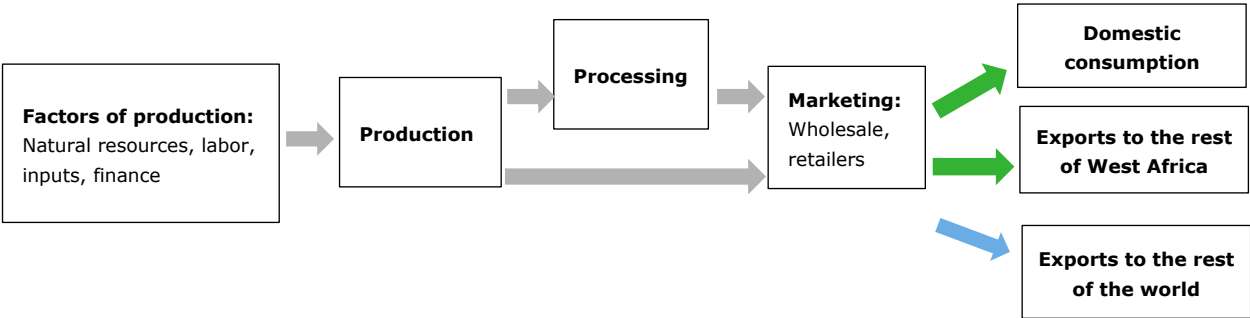 Factors of production:
Natural resources, labor,
inputs, finance
Production
Processing
Marketing:
Wholesale,
retailers
Domestic
consumption
Exports to the rest
of West Africa
Exports to the rest
of the world